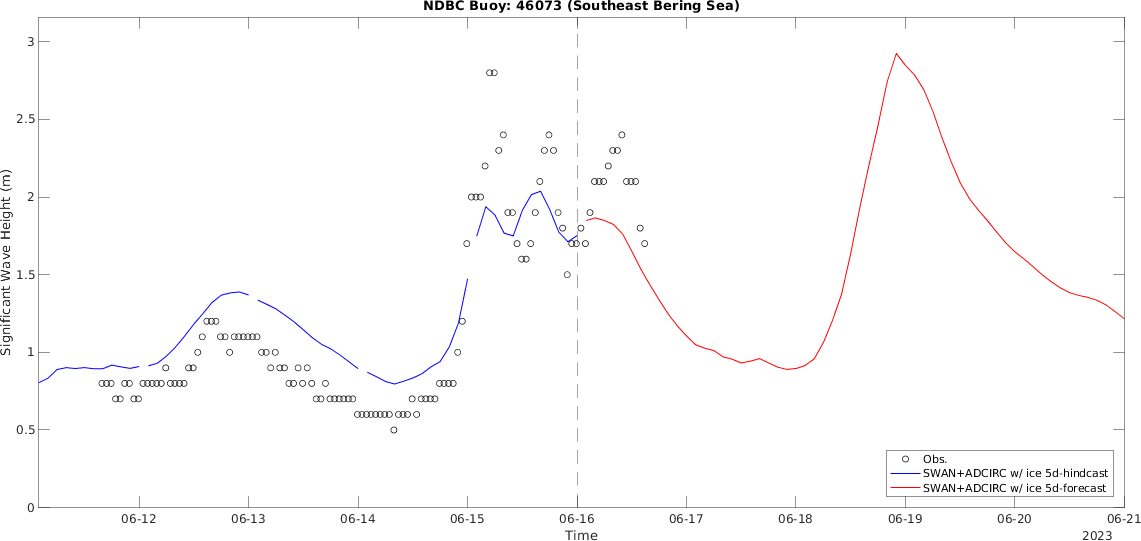 NDBC Buoy: 46073 (Southeast Bering Sea)
3
2.5
2
1.5
1
0.5
0
Significant Wave Height (m)
Obs.
SWAN+ADCIRC w/ ice 5d-hindcast
SWAN+ADCIRC w/ ice 5d-forecast
06-12 06-13 06-14 06-15 06-16 06-17 06-18 06-19 06-20 06-21
Time
2023